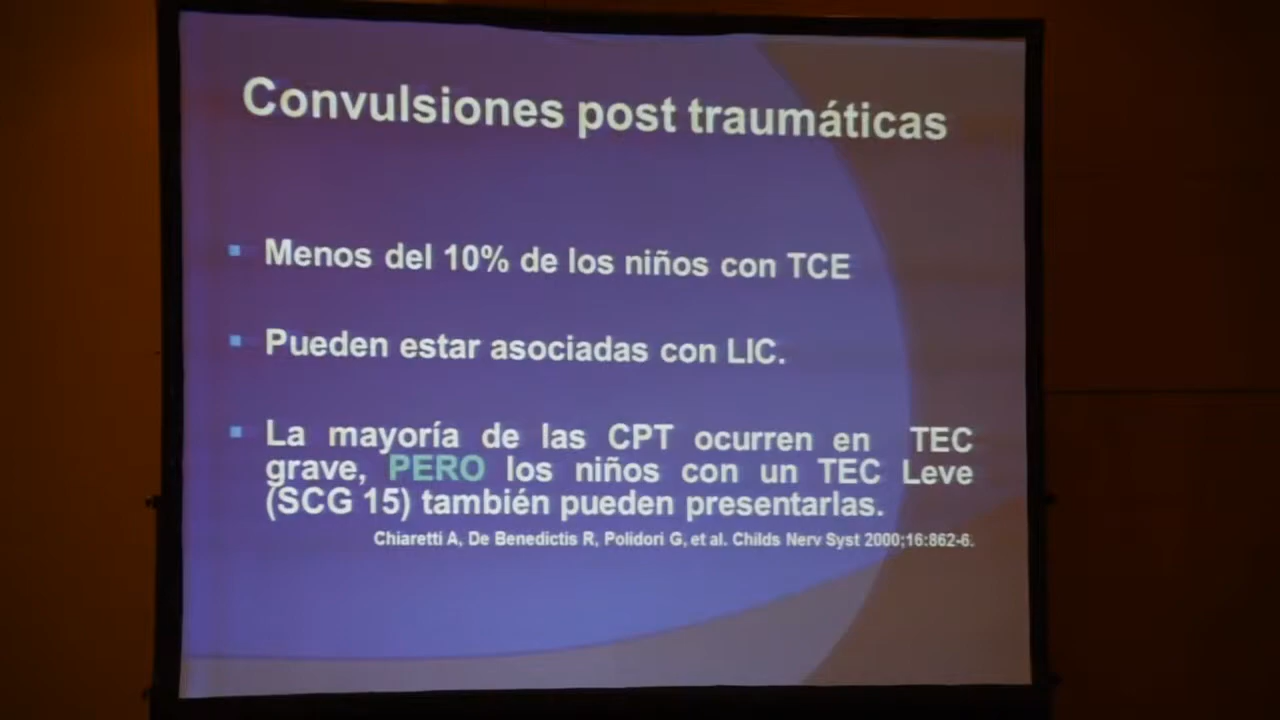 Convulsiones post traumáticas
Menos del 10% de los niños con TCE
Pueden estar asociadas con LIC.
La mayoría de las CPT ocurren en TEC
grave, PERO los niños con un TEC Leve
(SCG 15) también pueden presentarlas.
Chiaretti A, De Benedictis R, Polidori G, et al. Childs Nerv Syst 2000;16:862-6.